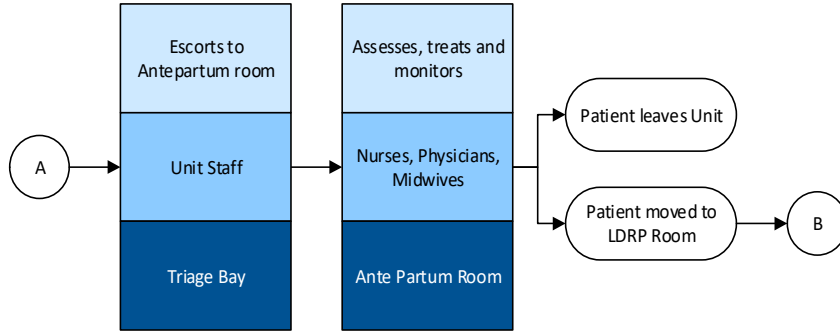 A
Escorts to
Antepartum room
Unit Staff
Triage Bay
Assesses, treats and
monitors
Nurses, Physicians,
Midwives
Ante Partum Room
Patient leaves Unit
Patient moved to
LDRP Room
B